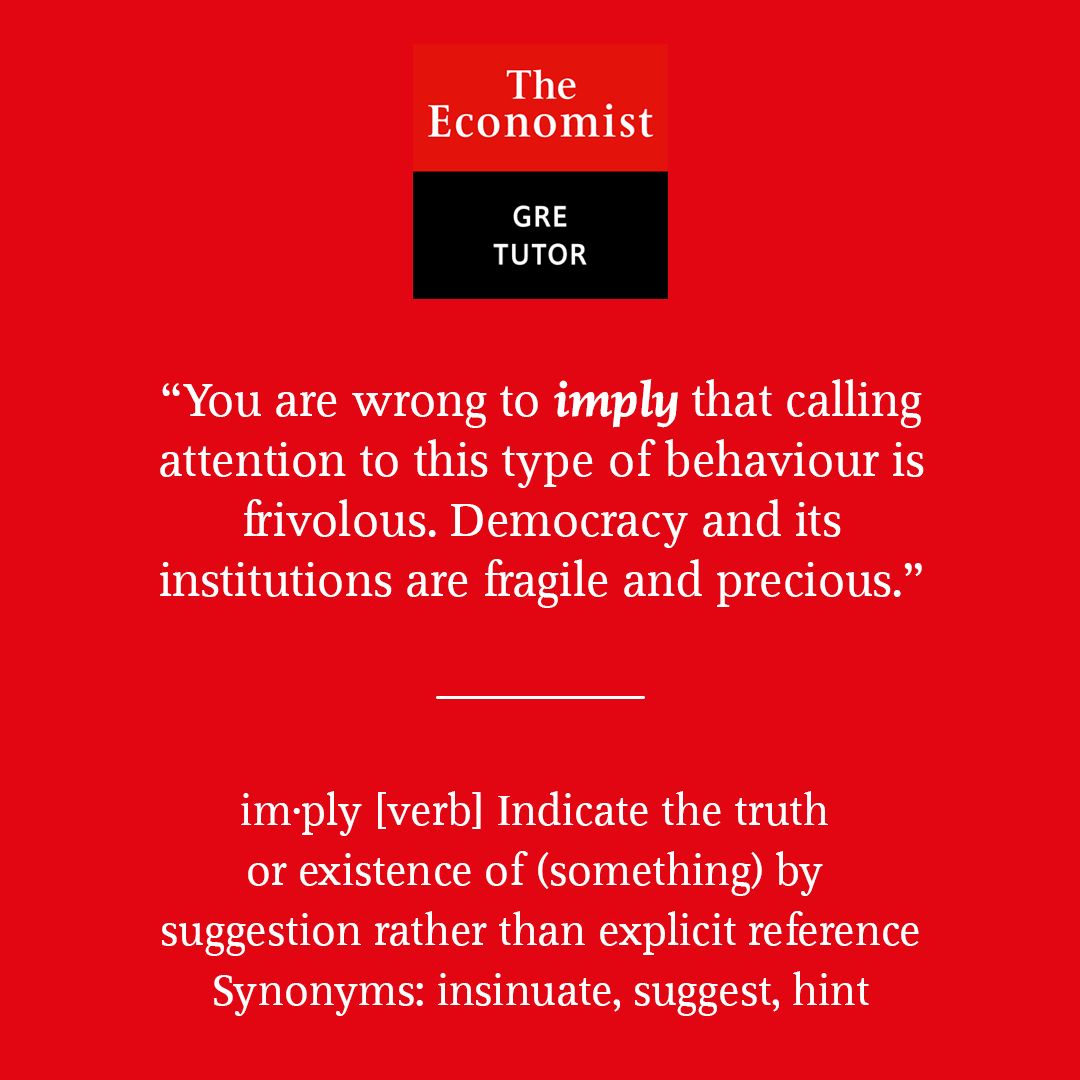 The
Economist
GRE
TUTOR
“You are wrong to imply that calling
attention to this type of behaviour is
frivolous. Democracy and its
institutions are fragile and precious.”
im·ply [verb] Indicate the truth
or existence of (something) by
suggestion rather than explicit reference
Synonyms: insinuate, suggest, hint